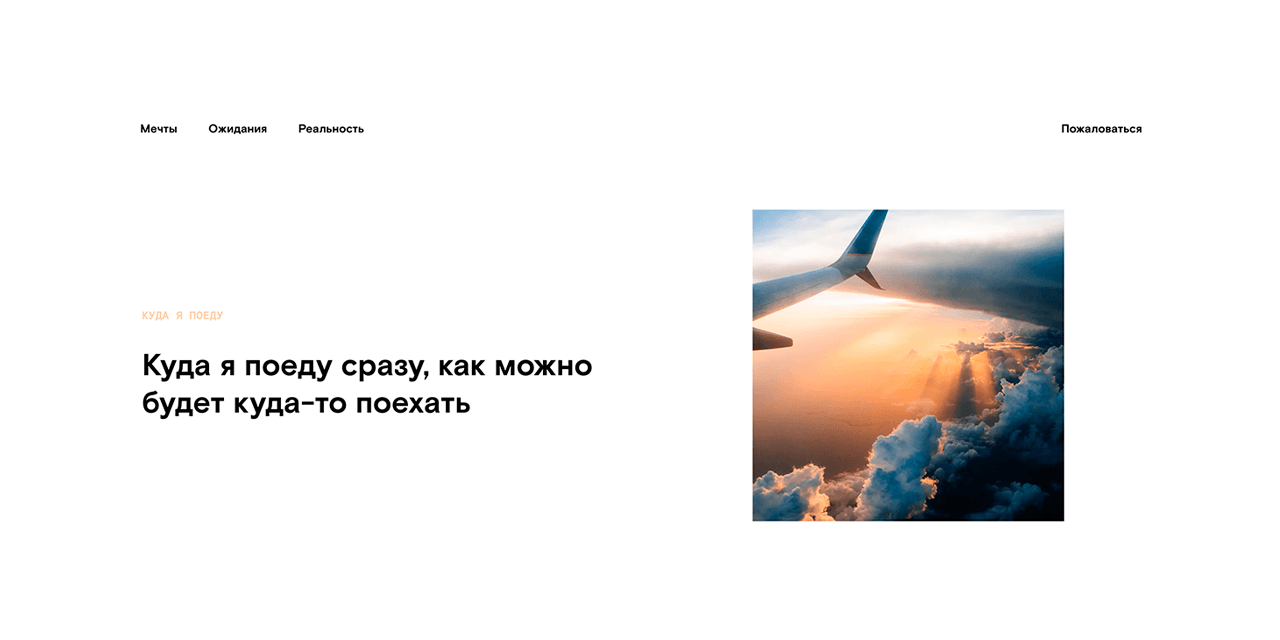 Мечты Ожидания Реальность Пожаловаться
КУДА Я ПОЕДУ
Куда я поеду сразу, как можно
будет куда-то поехать